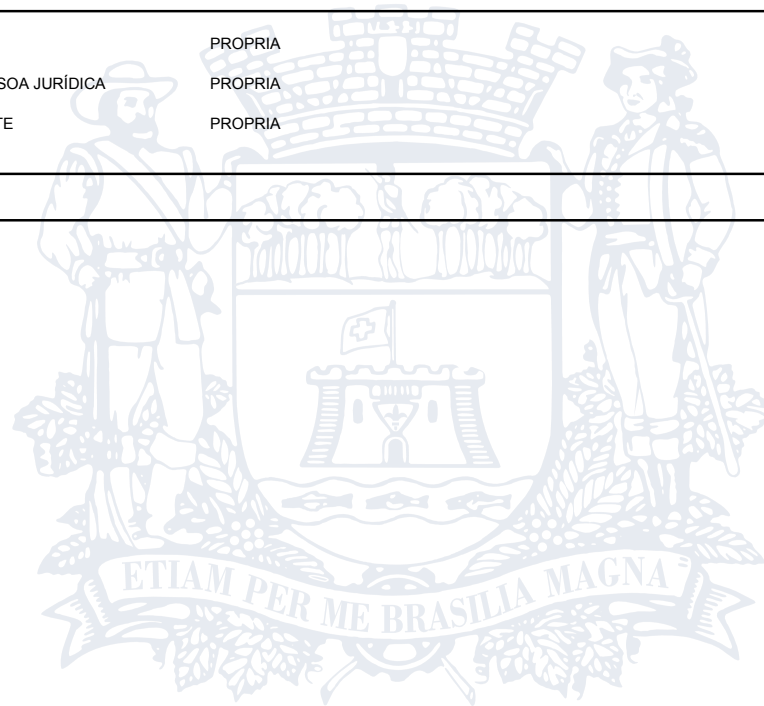 PROPRIA
SOA JURÍDICA PROPRIA
TE PROPRIA
ETIAM PER ME BRASILIA MAGNA